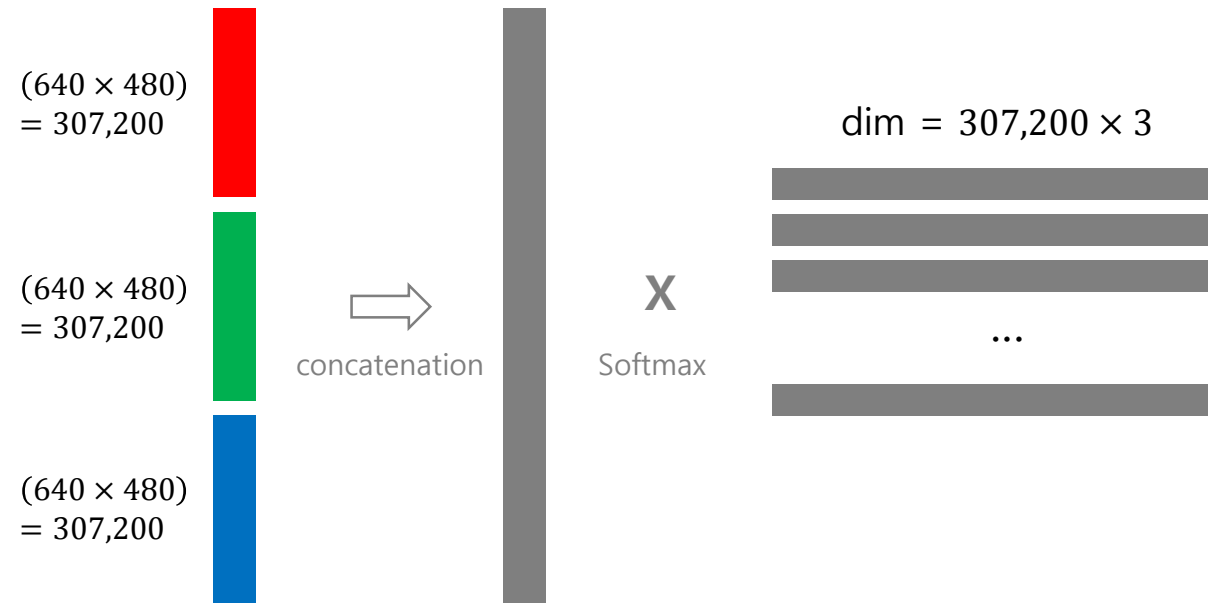 (640 × 480)
= 307,200
(640 × 480)
= 307,200
(640 × 480)
= 307,200
concatenation
X
Softmax
dim = 307,200 × 3
...